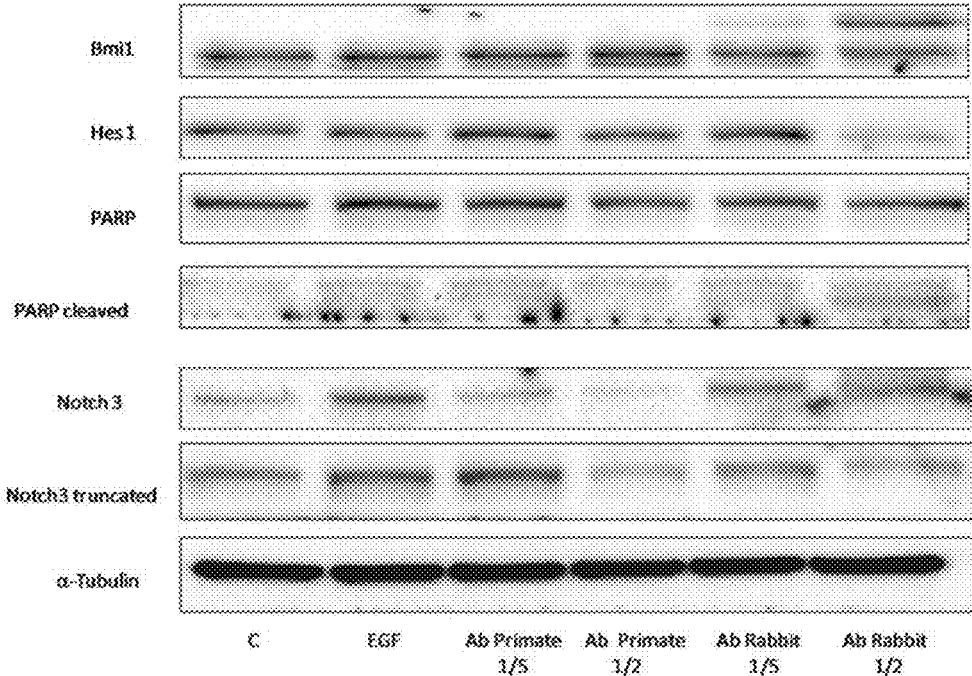 Bmi1
Hes 1
PARP
PARP cleaved
Notch 3
Notch3 truncated
α-Tubulin
C EGF Ab Primate Ab Primate Ab Rabbit Ab Rabbit
1/5 1/2 1/5 1/2